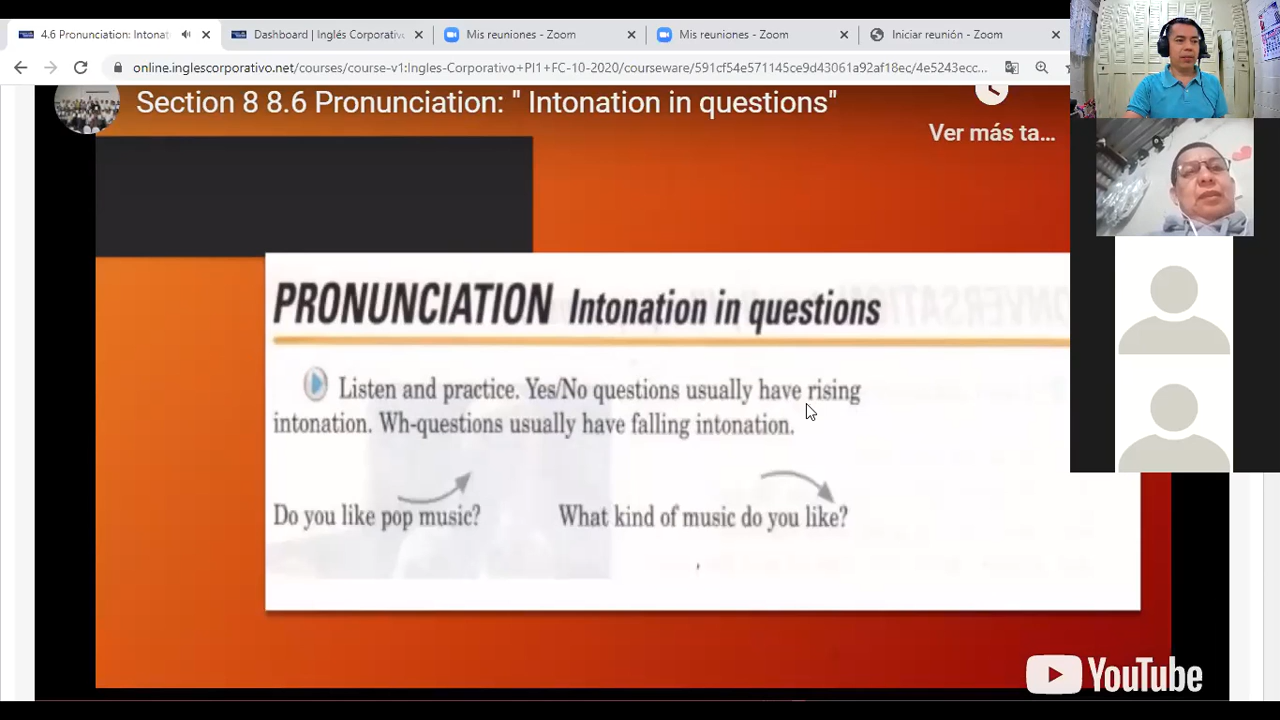 4.6 Pronunciation: Intonat
Dashboard | Inglés Corporativ
Mis reuniones - Zoom
Mis reuniones - Zoom
Iniciar reunión - Zoom
online.inglescorporativo.net/courses/course-v1:Ingles-Corporativo+PI1+FC-10-2020/courseware/591cf54e571145ce9d43061a92af18ec/4e5243ecc...
Section 8 8.6 Pronunciation: " Intonation in questions"
Ver más ta...
PRONUNCIATION Intonation in questions
Listen and practice. Yes/No questions usually have rising
intonation. Wh-questions usually have falling intonation.
Do you like pop music? What kind of music do you like?
YouTube